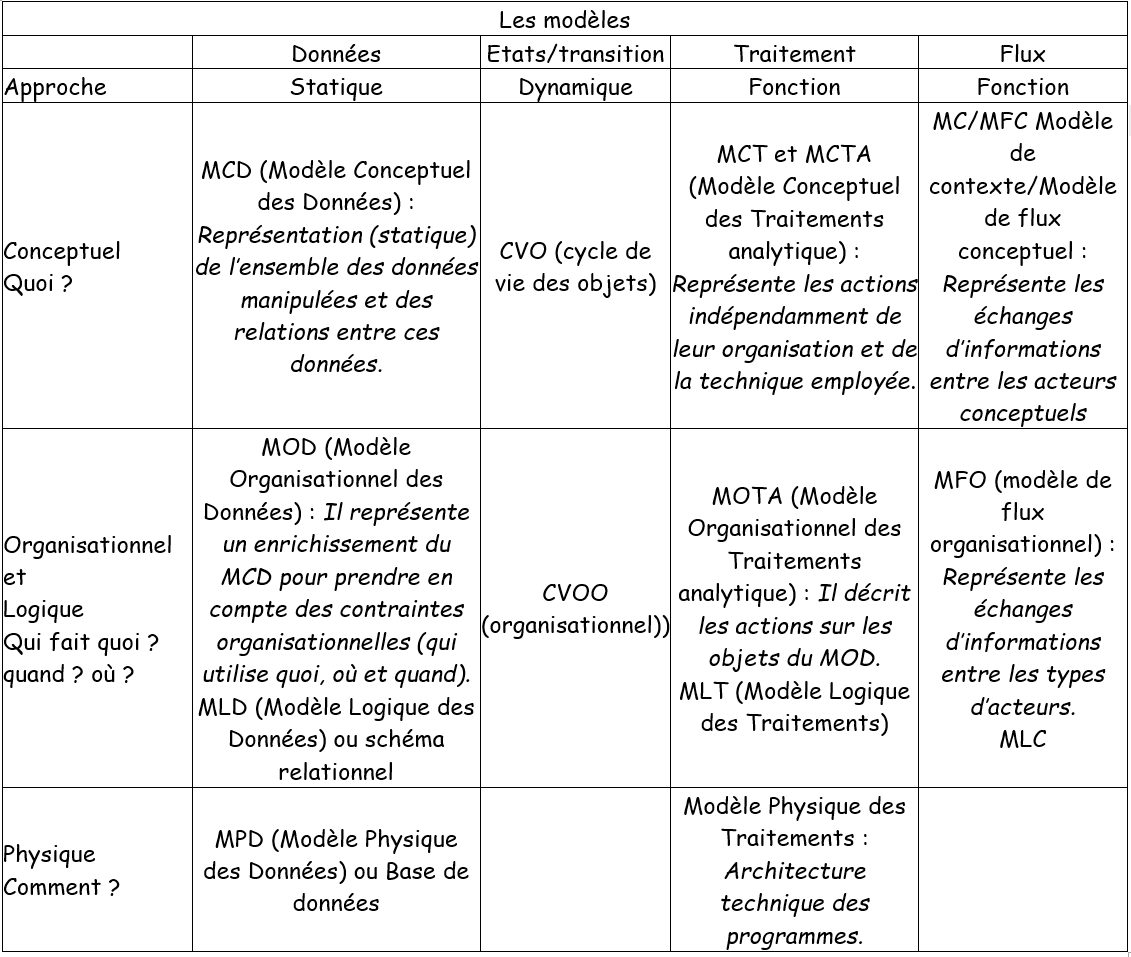 Les modèles
Données
Etats/transition
Traitement
Flux
Approche
Statique
Dynamique
Fonction
Fonction
Conceptuel
Quoi ?
MCD (Modèle Conceptuel
des Données) :
Représentation (statique)
de l'ensemble des données
manipulées et des
relations entre ces
données.
CVO (cycle de
vie des objets)
MCT et MCTA
(Modèle Conceptuel
des Traitements
analytique) :
Représente les actions
indépendamment de
leur organisation et de
la technique employée.
MC/MFC Modèle
de
contexte/Modèle
de flux
conceptuel :
Représente les
échanges
d'informations
entre les acteurs
conceptuels
Organisationnel
et
Logique
Qui fait quoi ?
quand ? où ?
MOD (Modèle
Organisationnel des
Données) : Il représente
un enrichissement du
MCD pour prendre en
compte des contraintes
organisationnelles (qui
utilise quoi, où et quand).
MLD (Modèle Logique des
Données) ou schéma
relationnel
CVOO
(organisationnel))
MOTA (Modèle
Organisationnel des
Traitements
analytique) : Il décrit
les actions sur les
objets du MOD.
MLT (Modèle Logique
des Traitements)
MFO (modèle de
flux
organisationnel) :
Représente les
échanges
d'informations
entre les types
d'acteurs.
MLC
Physique
Comment ?
MPD (Modèle Physique
des Données) ou Base de
données
Modèle Physique des
Traitements :
Architecture
technique des
programmes.